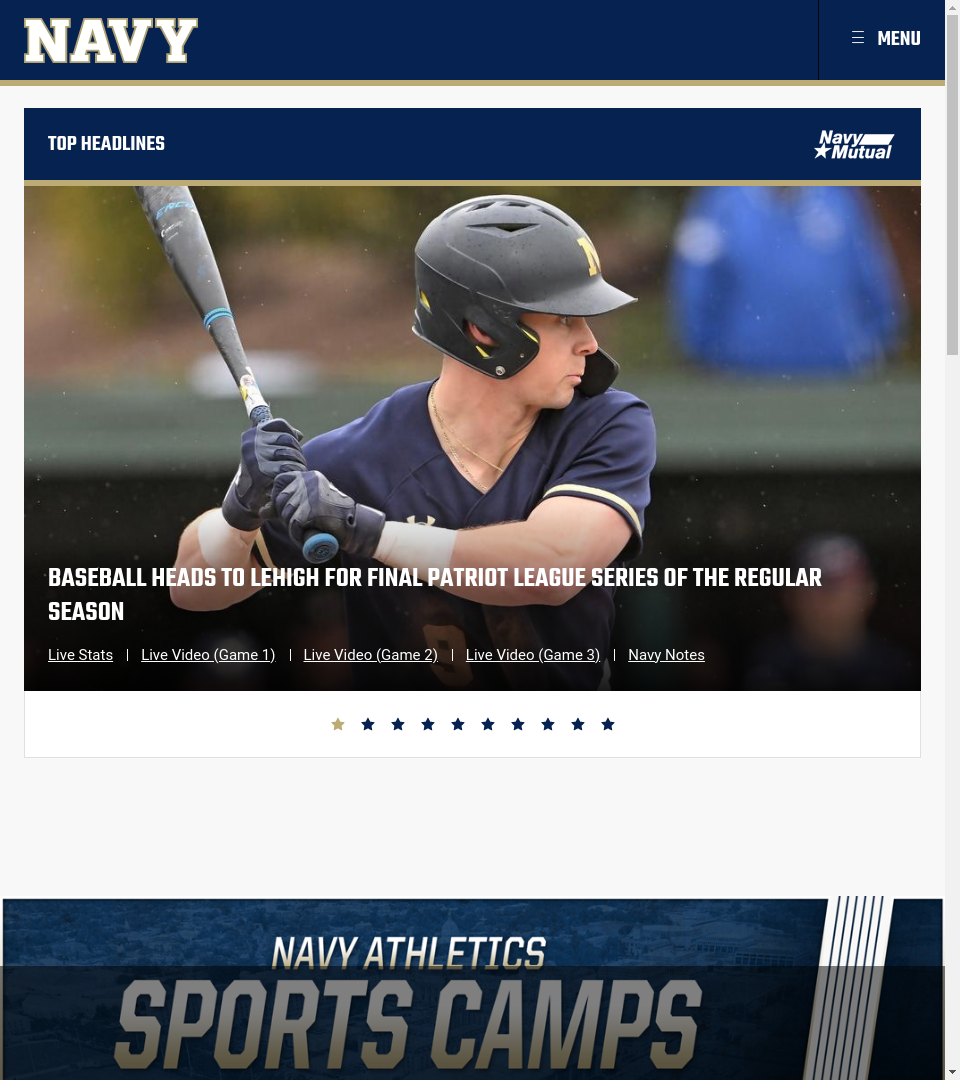 NAVY
MENU
TOP HEADLINES
Navy
Mutual
N
BASEBALL HEADS TO LEHIGH FOR FINAL PATRIOT LEAGUE SERIES OF THE REGULAR
SEASON
Live Stats | Live Video (Game 1) | Live Video (Game 2) | Live Video (Game 3) | Navy Notes
NAVY ATHLETICS
SPORTS CAMPS